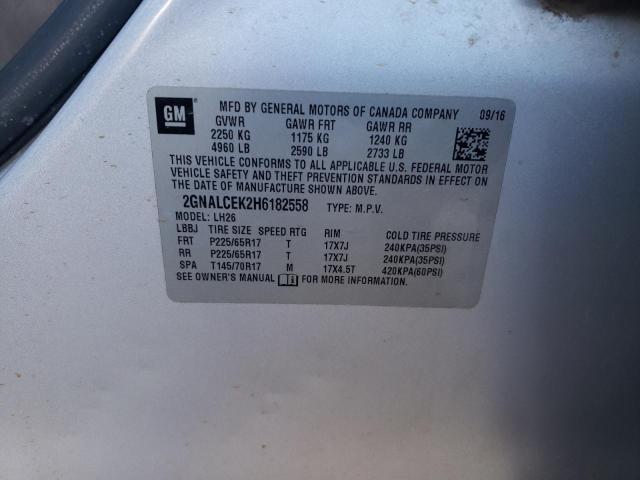 GM
MFD BY GENERAL MOTORS OF CANADA COMPANY 09/16
GVWR GAWR FRT GAWR RR
2250 KG 1175 KG 1240 KG
4960 LB 2590 LB 2733 LB
THIS VEHICLE CONFORMS TO ALL APPLICABLE U.S. FEDERAL MOTOR
VEHICLE SAFETY AND THEFT PREVENTION STANDARDS IN EFFECT ON
THE DATE OF MANUFACTURE SHOWN ABOVE.
2GNALCEK2H6182558 TYPE: M.P.V.
MODEL: LH26
LBBJ TIRE SIZE SPEED RTG RIM COLD TIRE PRESSURE
FRT P225/65R17 T 17X7J 240KPA(35PSI)
RR P225/65R17 T 17X7J 240KPA(35PSI)
SPA T145/70R17 M 17X4.5T 420KPA(60PSI)
SEE OWNER'S MANUAL FOR MORE INFORMATION.